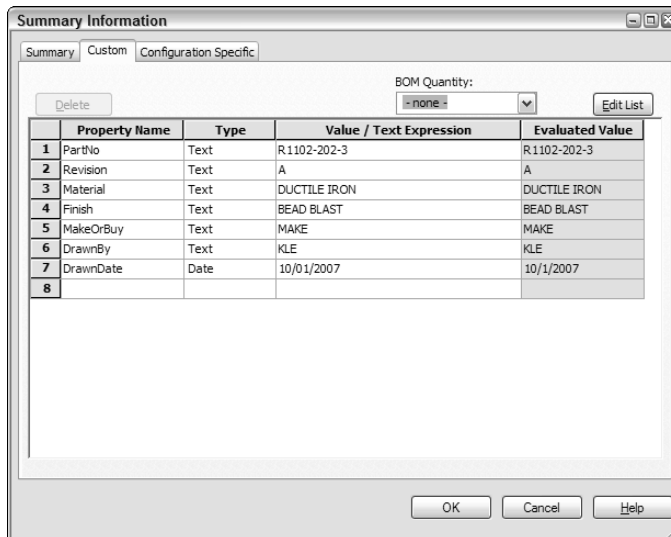 Summary Information
Summary Custom Configuration Specific
BOM Quantity:
Delete - none - Edit List
Property Name Type Value / Text Expression Evaluated Value
1 PartNo Text R1102-202-3 R1102-202-3
2 Revision Text A A
3 Material Text DUCTILE IRON DUCTILE IRON
4 Finish Text BEAD BLAST BEAD BLAST
5 MakeOrBuy Text MAKE MAKE
6 DrawnBy Text KLE KLE
7 DrawnDate Date 10/01/2007 10/1/2007
8
OK Cancel Help